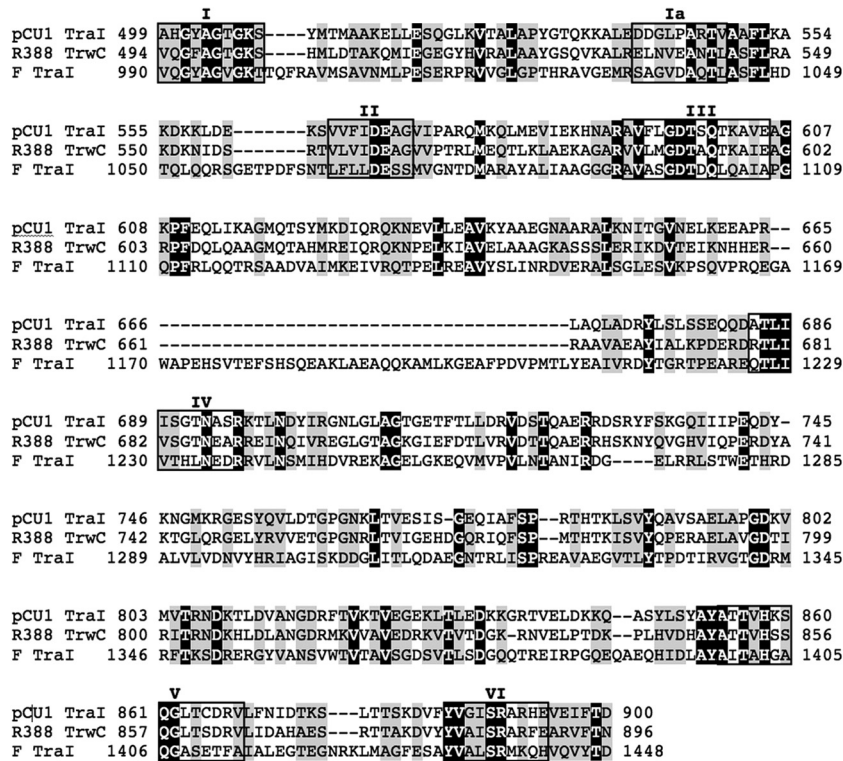 I Ia
pCU1 TraI 499 AHGYAGTGKS----YMTMAAKELLESQGLKVTALAPYGTQKKALEDDGLPARTVAAFLKA 554
R388 TrwC 494 VQGFAGTGKS----HMLDTAKQMIEGEGYHVRALAAYGSQVKALRELNVEANTLASFLRA 549
F TraI 990 VQGYAGVGKTTQFRAVMSAVNMLPESERPRVVGLGPTHRAVGEMRSAGVDAQTLASFLHD 1049
II III
pCU1 TraI 555 KDKKLDE-------KSVVFIDEAGVIPARQMKQLMEVIEKHNARAVFLGDTSQTKAVEAG 607
R388 TrwC 550 KDKNIDS-------RTVLVIDEAGVVPTRLMEQTLKLAEKAGARVVLMGDTAQTKAIEAG 602
F TraI 1050 TQLQQRSGETPDFSNTLFLLDESSMVGNTDMARAYALIAAGGGRAVASGDTDQLQAIAPG 1109
pCU1 TraI 608 KPFEQLIKAGMQTSYMKDIQRQKNEVLLEAVKYAAEGNAARALKNITGVNELKEEAPR-- 665
R388 TrwC 603 RPFDQLQAAGMQTAHMREIQRQKNPELKIAVELAAAGKASSSLERIKDVTEIKNHHER-- 660
F TraI 1110 QPFRLQQTRSAADVAIMKEIVRQTPELREAVYSLINRDVERALSGLESVKPSQVPRQEGA 1169
pCU1 TraI 666 ---------------------------------------LAQLADRYLSLSSEQQDATLI 686
R388 TrwC 661 ---------------------------------------RAAVAEAYIALKPDERDRTLI 681
F TraI 1170 WAPEHSVTEFSHSQEAKLAEAQQKAMLKGEAFPDVPMTLYEAIVRDYTGRTPEAREQTLI 1229
IV
pCU1 TraI 689 ISGTNASRKTLNDYIRGNLGLAGTGETFTLLDRVDSTQAERRDSRYFSKGQIIIPEQDY- 745
R388 TrwC 682 VSGTNEARREINQIVREGLGTAGKGIEFDTLVRVDTTQAERRHSKNYQVGHVIQPERDYA 741
F TraI 1230 VTHLNEDRRVLNSMIHDVREKAGELGKEQVMVPVLNTANIRDG----ELRRLSTWETHRD 1285
pCU1 TraI 746 KNGMKRGESYQVLDTGPGNKLTVESIS-GEQIAFSP--RTHTKLSVYQAVSAELAPGDKV 802
R388 TrwC 742 KTGLQRGELYRVVETGPGNRLTVIGEHDGQRIQFSP--MTHTKISVYQPERAELAVGDTI 799
F TraI 1289 ALVLVDNVYHRIAGISKDDGLITLQDAEGNTRLISPREAVAEGVTLYTPDTIRVGTGDRM 1345
pCU1 TraI 803 MVTRNDKTLDVANGDRFTVKTVEGEKLTLEDKKGRTVELDKKQ--ASYLSYAYATTVHKS 860
R388 TrwC 800 RITRNDKHLDLANGDRMKVVAVEDRKVTVTDGK-RNVELPTDK--PLHVDHAYATTVHSS 856
F TraI 1346 RFTKSDRERGYVANSVWTVTAVSGDSVTLSDGQQTREIRPGQEQAEQHIDLAYAITAHGA 1405
V VI
pCU1 TraI 861 QGLTCDRVLFNIDTKS---LTTSKDVFYVGISRARHEVEIFTD 900
R388 TrwC 857 QGLTSDRVLIDAHAES---RTTAKDVYYVAISRARFEARVFTN 896
F TraI 1406 QGASETFAIALEGTEGNRKLMAGFESAYVALSRMKQHVQVYTD 1448